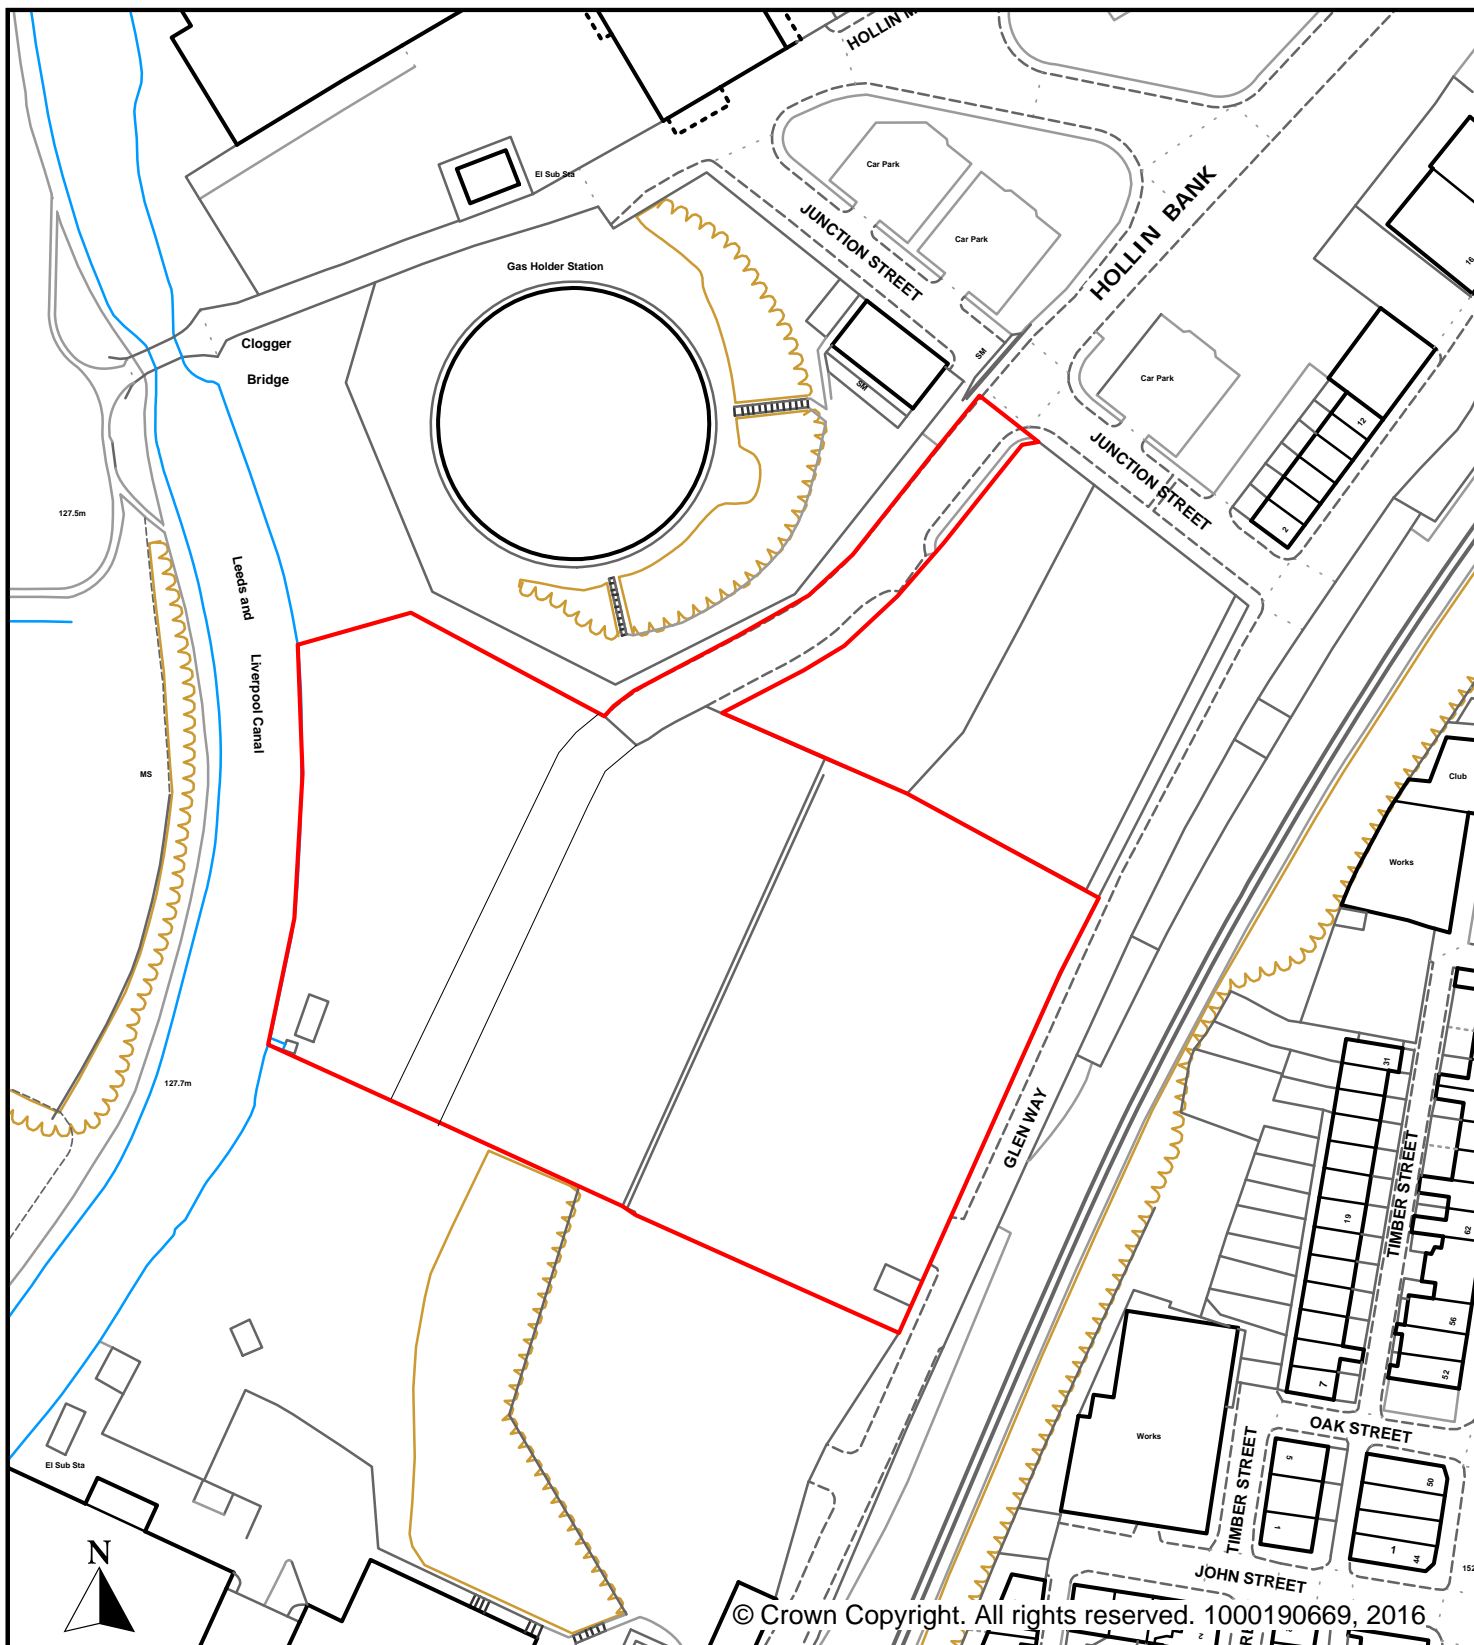 El Sub Sta
Car Park
Car Park
JUNCTION STREET
HOLLIN BANK
Gas Holder Station
Clogger
Bridge
SM
SM
Car Park
16
12
2
JUNCTION STREET
127.5m
Leeds and
Liverpool Canal
MS
Club
Works
127.7m
GLEN WAY
31
19
7
TIMBER STREET
62
56
52
OAK STREET
Works
TIMBER STREET
5
1
50
1
44
JOHN STREET
El Sub Sta
N
2
© Crown Copyright. All rights reserved. 1000190669, 2016